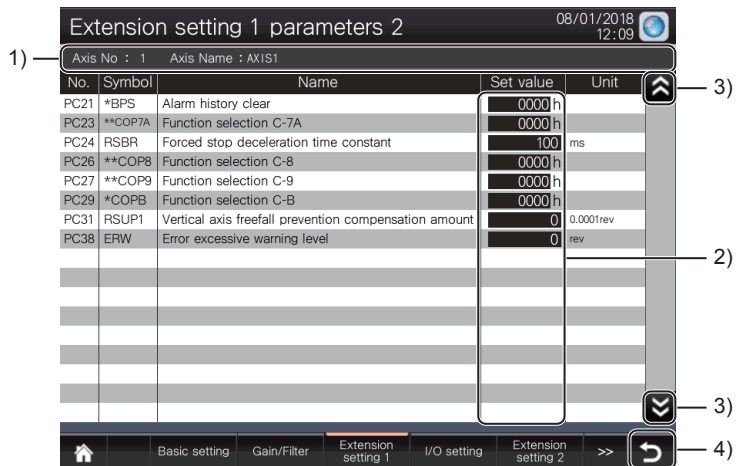 Extension setting 1 parameters 2
08/01/2018
12:09
1)
Axis No : 1 Axis Name : AXIS1
No. Symbol Name Set value Unit
3)
PC21 *BPS Alarm history clear 0000 h
PC23 **COP7A Function selection C-7A 0000 h
PC24 RSBR Forced stop deceleration time constant 100 ms
PC26 **COP8 Function selection C-8 0000 h
PC27 **COP9 Function selection C-9 0000 h
PC29 *COPB Function selection C-B 0000 h
PC31 RSUP1 Vertical axis freefall prevention compensation amount 0 0.0001rev
PC38 ERW Error excessive warning level 0 rev
2)
3)
Basic setting Gain/Filter Extension setting 1 I/O setting Extension setting 2 >>
4)